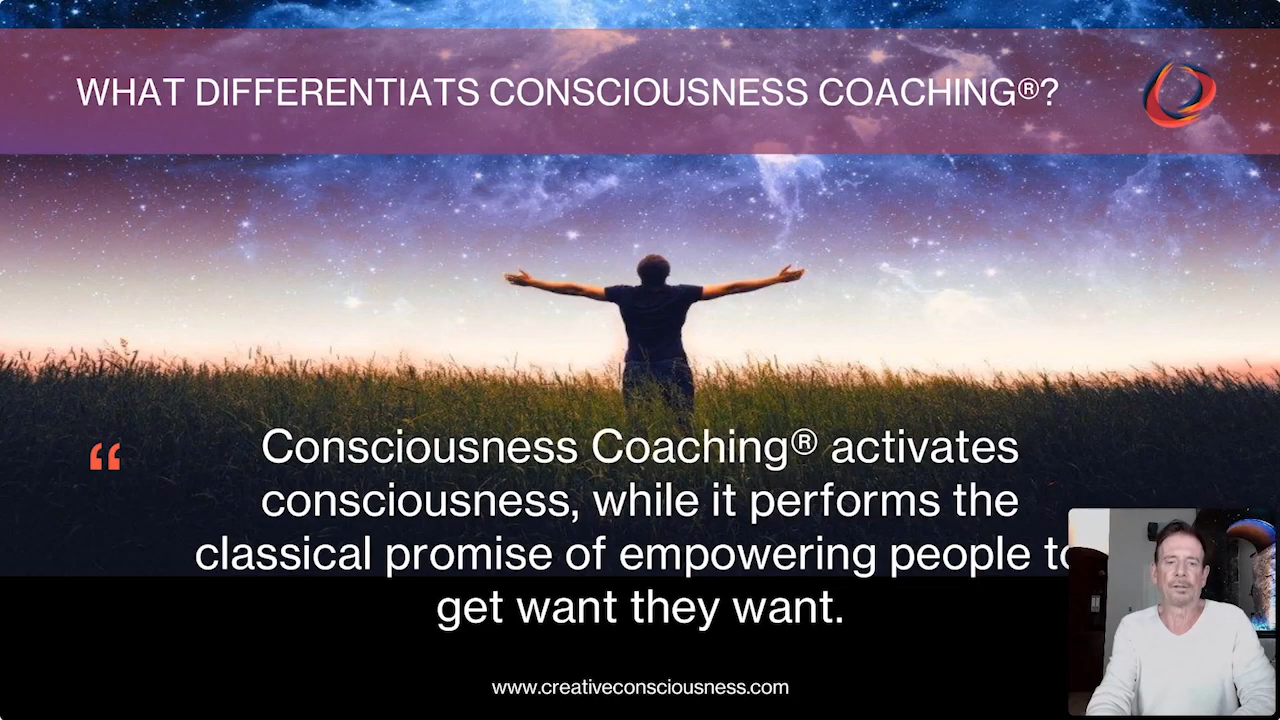 WHAT DIFFERENTIATS CONSCIOUSNESS COACHING®?
“
Consciousness Coaching® activates
consciousness, while it performs the
classical promise of empowering people to
get want they want.
www.creativeconsciousness.com